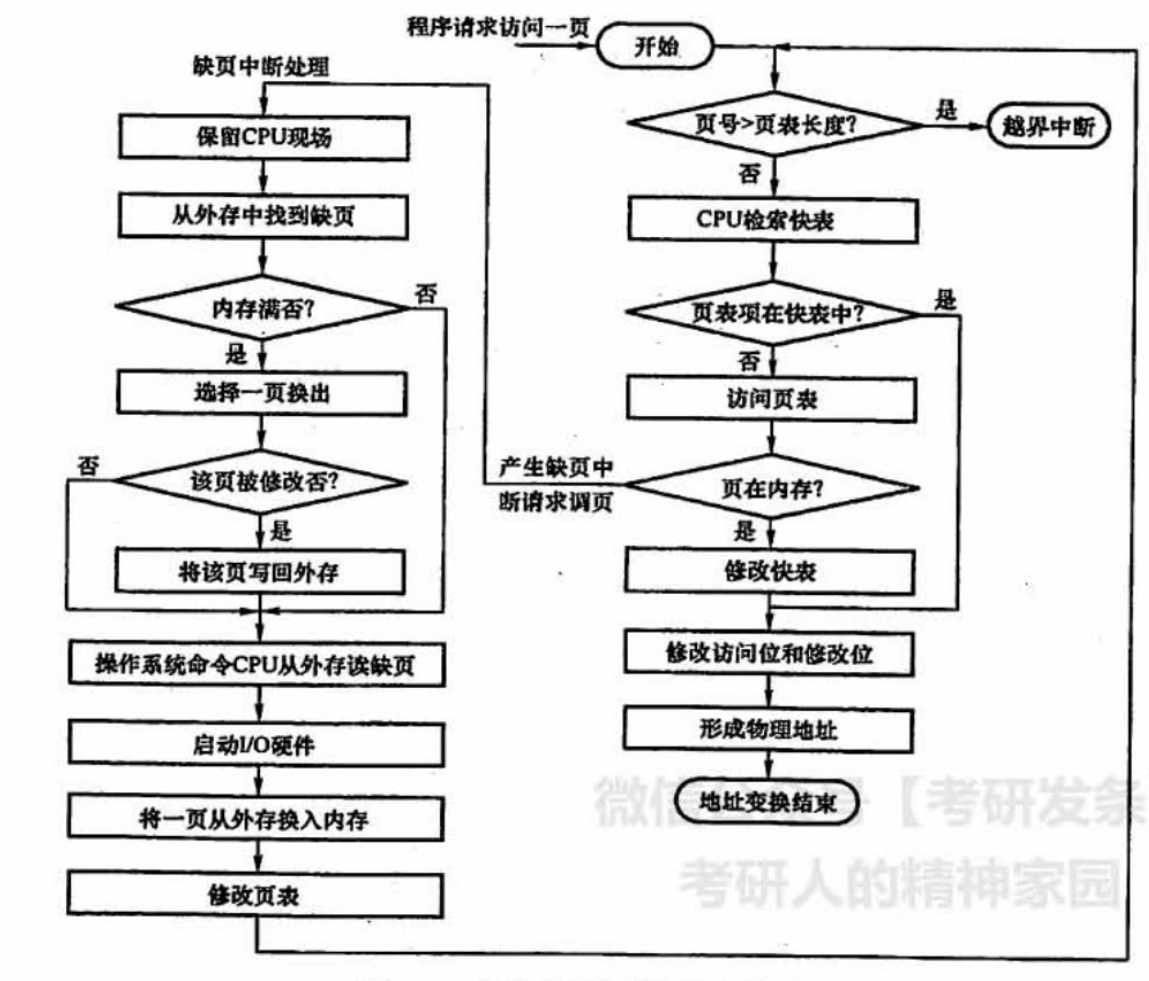 程序请求访问一页
开始
缺页中断处理
保留CPU现场
页号>页表长度?
是
越界中断
否
从外存中找到缺页
CPU检索快表
内存满否?
否
页表项在快表中?
是
是
否
选择一页换出
访问页表
否
该页被修改否?
产生缺页中
断请求调页
页在内存?
是
是
将该页写回外存
修改快表
操作系统命令CPU从外存读缺页
修改访问位和修改位
启动I/O硬件
形成物理地址
将一页从外存换入内存
地址变换结束
修改页表
【考研发条
考研人的精神家园